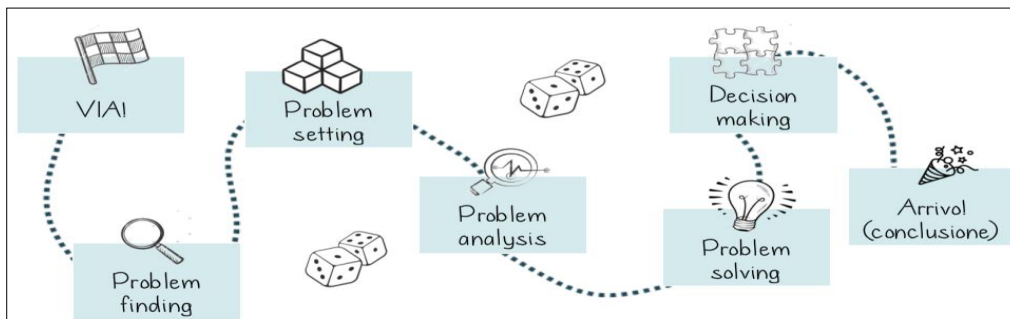 VIA!
Problem
finding
Problem
setting
Problem
analysis
Problem
solving
Decision
making
Arrivo!
(conclusione)